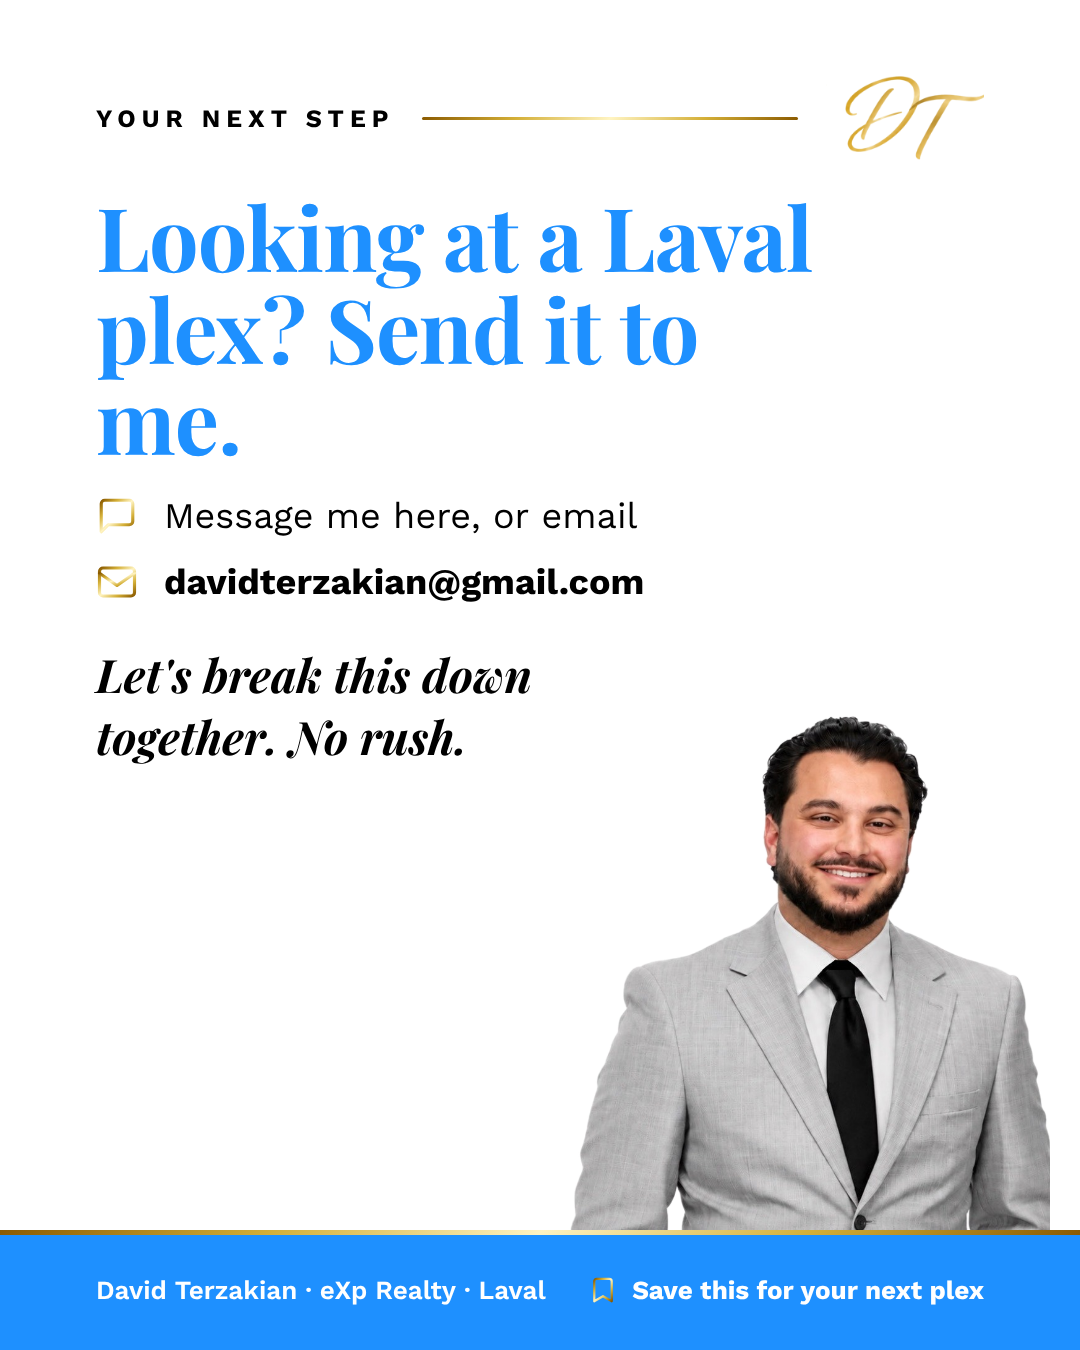 YOUR NEXT STEP
DT
Looking at a Laval
plex? Send it to
me.
Message me here, or email
davidterzakian@gmail.com
Let's break this down
together. No rush.
David Terzakian · eXp Realty · Laval
Save this for your next plex